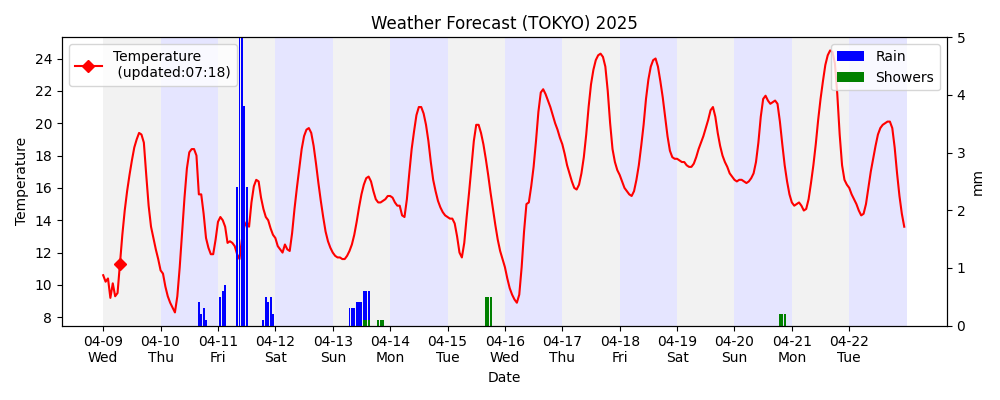 Weather Forecast (TOKYO) 2025
Temperature
(updated:07:18)
Rain
Showers
Temperature
24
22
20
18
16
14
12
10
8
5
4
3
2
1
0
mm
04-09 04-10 04-11 04-12 04-13 04-14 04-15 04-16 04-17 04-18 04-19 04-20 04-21 04-22
Wed Thu Fri Sat Sun Mon Tue Wed Thu Fri Sat Sun Mon Tue
Date